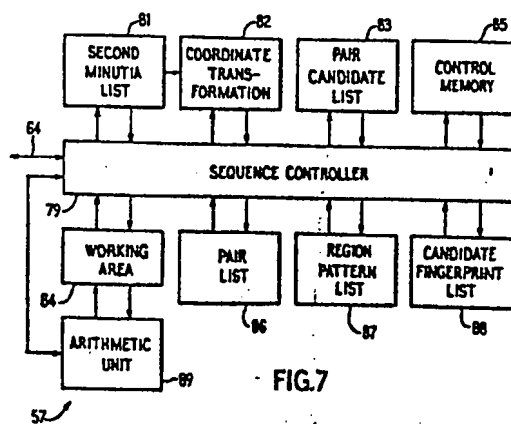 81
82
83
85
SECOND
MINUTIA
LIST
COORDINATE
TRANS-
FORMATION
PAIR
CANDIDATE
LIST
CONTROL
MEMORY
64
SEQUENCE CONTROLLER
79
WORKING
AREA
84
PAIR
LIST
86
REGION
PATTERN
LIST
87
CANDIDATE
FINGERPRINT
LIST
88
ARITHMETIC
UNIT
89
57
FIG.7